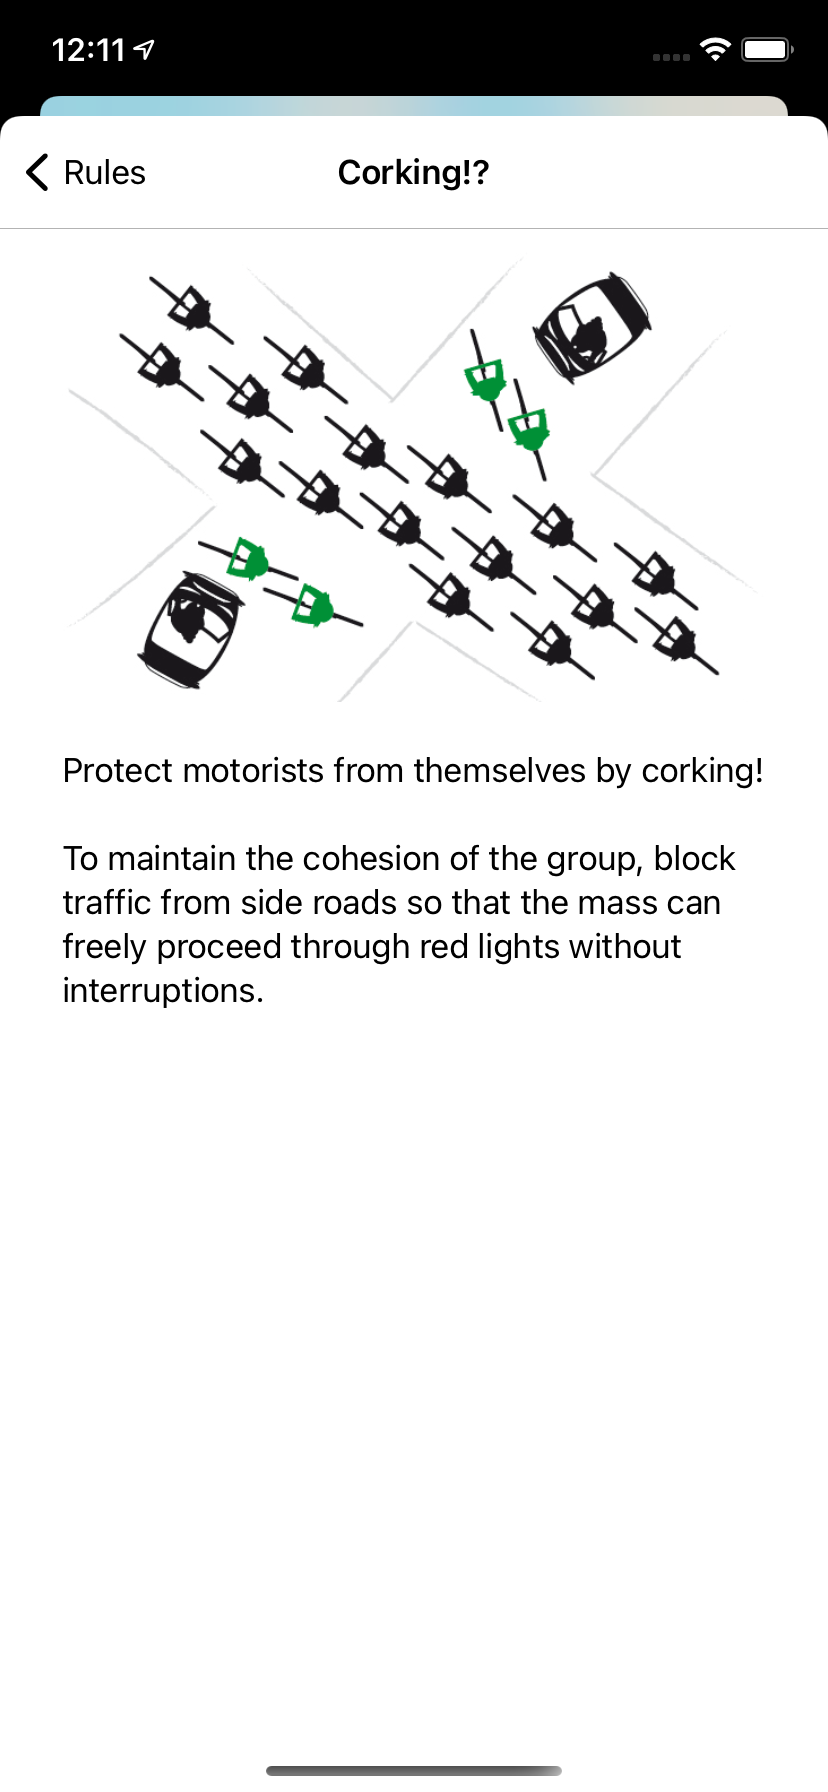 12:11
Rules
Corking!?
Protect motorists from themselves by corking!
To maintain the cohesion of the group, block
traffic from side roads so that the mass can
freely proceed through red lights without
interruptions.